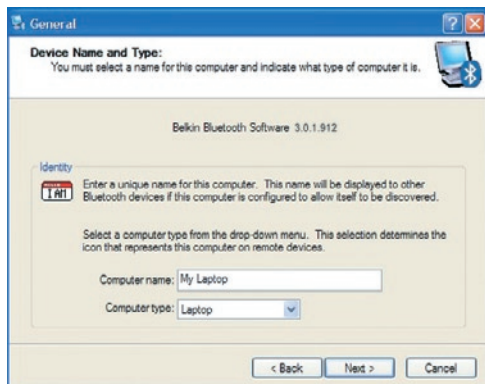 General
Device Name and Type:
You must select a name for this computer and indicate what type of computer it is.
Belkin Bluetooth Software 3.0.1.912
Identity
I AM
Enter a unique name for this computer. This name will be displayed to other
Bluetooth devices if this computer is configured to allow itself to be discovered.
Select a computer type from the drop-down menu. This selection determines the
icon that represents this computer on remote devices.
Computer name: My Laptop
Computer type: Laptop
< Back Next > Cancel